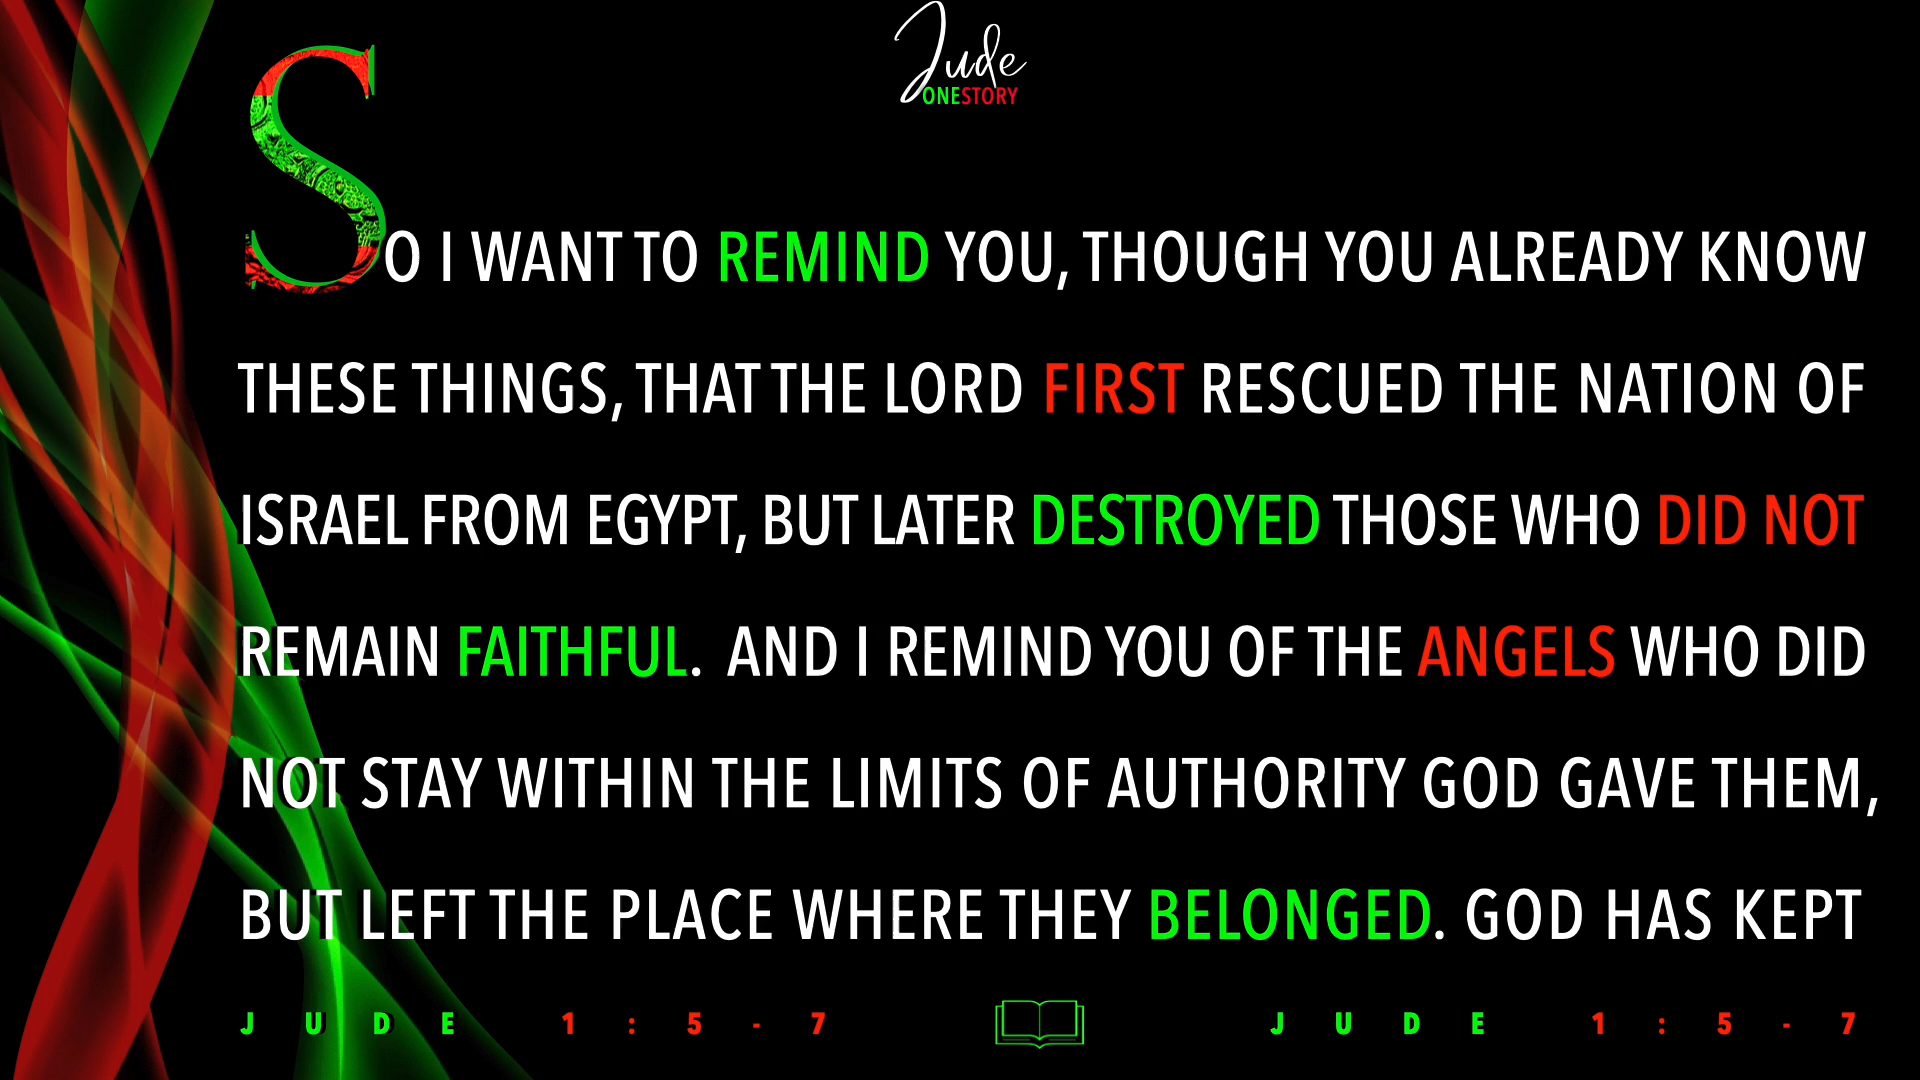 Jude
ONESTORY
SO I WANT TO REMIND YOU, THOUGH YOU ALREADY KNOW
THESE THINGS, THAT THE LORD FIRST RESCUED THE NATION OF
ISRAEL FROM EGYPT, BUT LATER DESTROYED THOSE WHO DID NOT
REMAIN FAITHFUL. AND I REMIND YOU OF THE ANGELS WHO DID
NOT STAY WITHIN THE LIMITS OF AUTHORITY GOD GAVE THEM,
BUT LEFT THE PLACE WHERE THEY BELONGED. GOD HAS KEPT
JUDE 1:5-7 JUDE 1:5-7